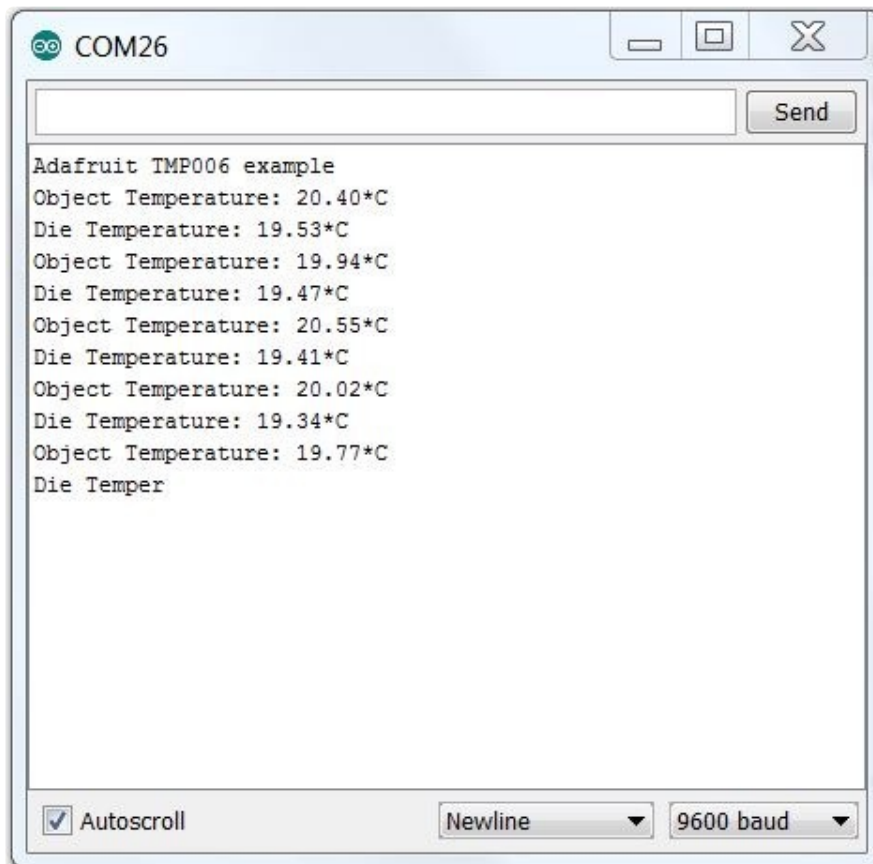 COM26
Send
Adafruit TMP006 example
Object Temperature: 20.40*C
Die Temperature: 19.53*C
Object Temperature: 19.94*C
Die Temperature: 19.47*C
Object Temperature: 20.55*C
Die Temperature: 19.41*C
Object Temperature: 20.02*C
Die Temperature: 19.34*C
Object Temperature: 19.77*C
Die Temper
Autoscroll
Newline
9600 baud